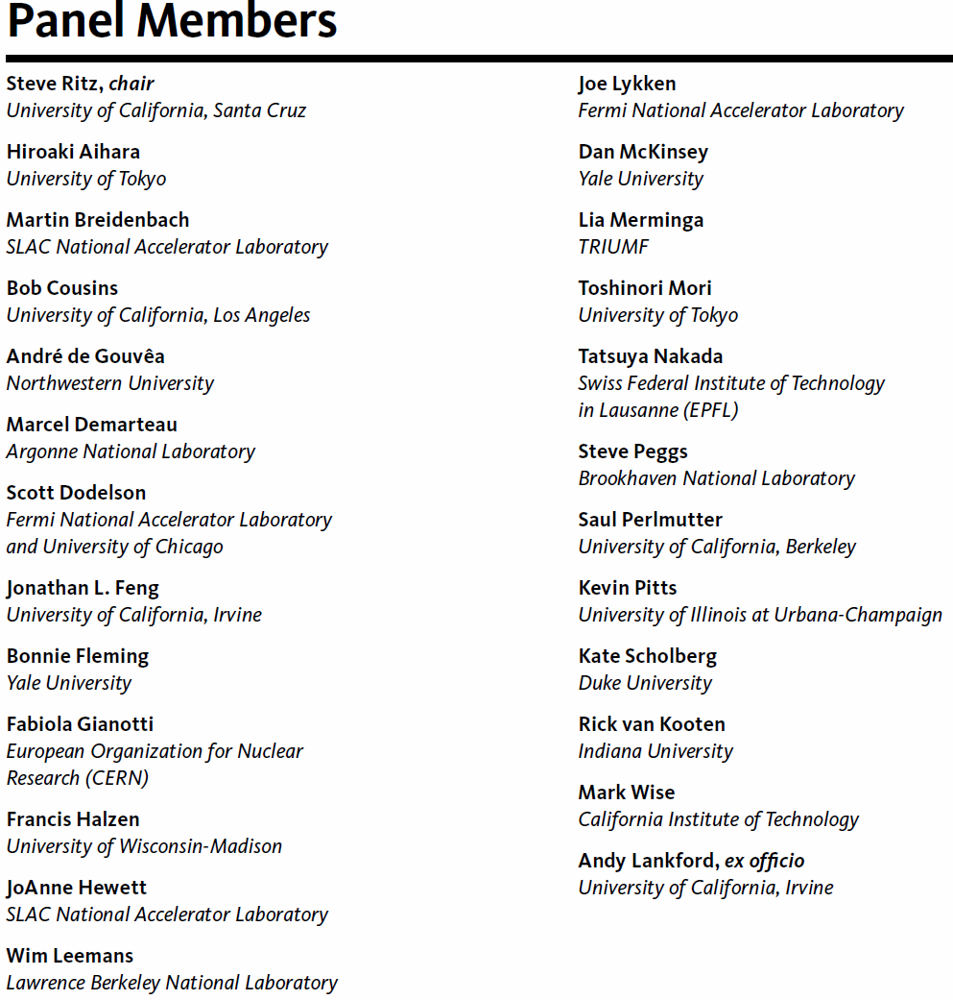 Panel Members
Steve Ritz, chair
University of California, Santa Cruz
Hiroaki Aihara
University of Tokyo
Martin Breidenbach
SLAC National Accelerator Laboratory
Bob Cousins
University of California, Los Angeles
André de Gouvêa
Northwestern University
Marcel Demarteau
Argonne National Laboratory
Scott Dodelson
Fermi National Accelerator Laboratory
and University of Chicago
Jonathan L. Feng
University of California, Irvine
Bonnie Fleming
Yale University
Fabiola Gianotti
European Organization for Nuclear
Research (CERN)
Francis Halzen
University of Wisconsin-Madison
JoAnne Hewett
SLAC National Accelerator Laboratory
Wim Leemans
Lawrence Berkeley National Laboratory
Joe Lykken
Fermi National Accelerator Laboratory
Dan McKinsey
Yale University
Lia Merminga
TRIUMF
Toshinori Mori
University of Tokyo
Tatsuya Nakada
Swiss Federal Institute of Technology
in Lausanne (EPFL)
Steve Peggs
Brookhaven National Laboratory
Saul Perlmutter
University of California, Berkeley
Kevin Pitts
University of Illinois at Urbana-Champaign
Kate Scholberg
Duke University
Rick van Kooten
Indiana University
Mark Wise
California Institute of Technology
Andy Lankford, ex officio
University of California, Irvine